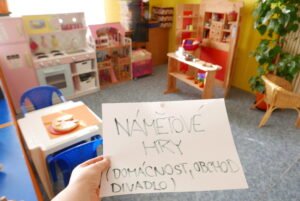 NÁMĚTOVÉ
HRY
(DOMÁCNOST, OBCHOD
DIVADLO)